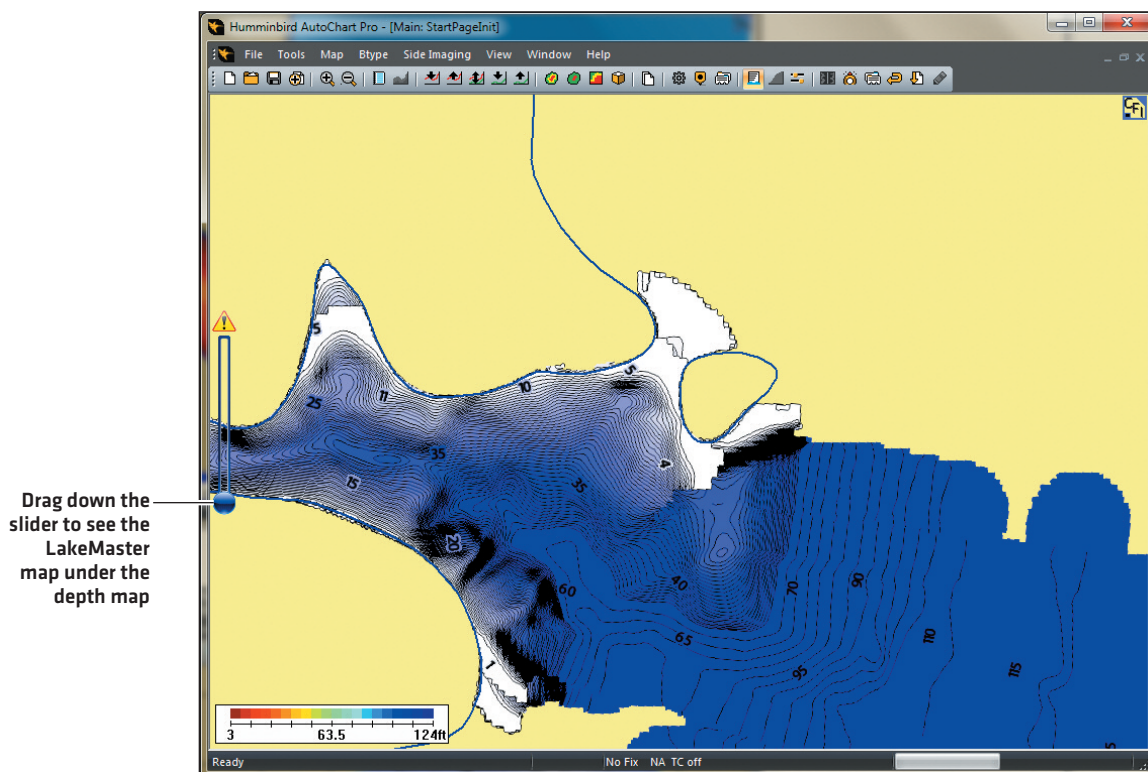 Humminbird AutoChart Pro - [Main: StartPageInit]
File Tools Map Btype Side Imaging View Window Help
CFI
5
11
10
5
25
35
4
15
35
20
60
40
70
90
65
110
1
95
115
Drag down the
slider to see the
LakeMaster
map under the
depth map
3 63.5 124ft
Ready No Fix NA TC off